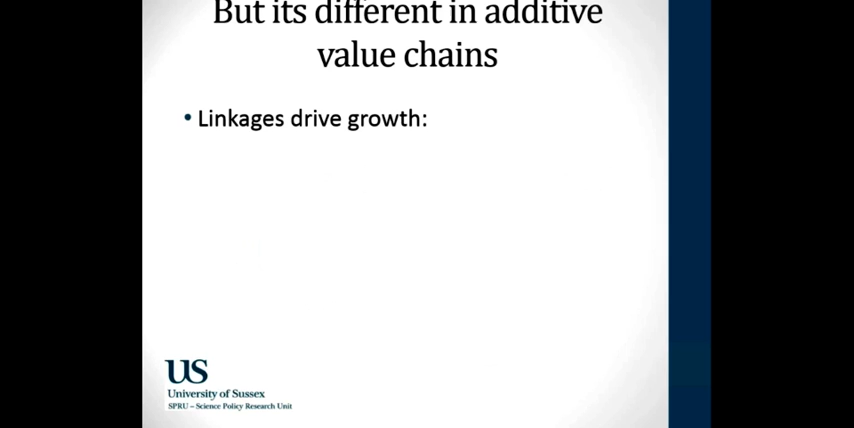 But its different in additive
value chains
• Linkages drive growth:
US
University of Sussex
SPRU – Science Policy Research Unit